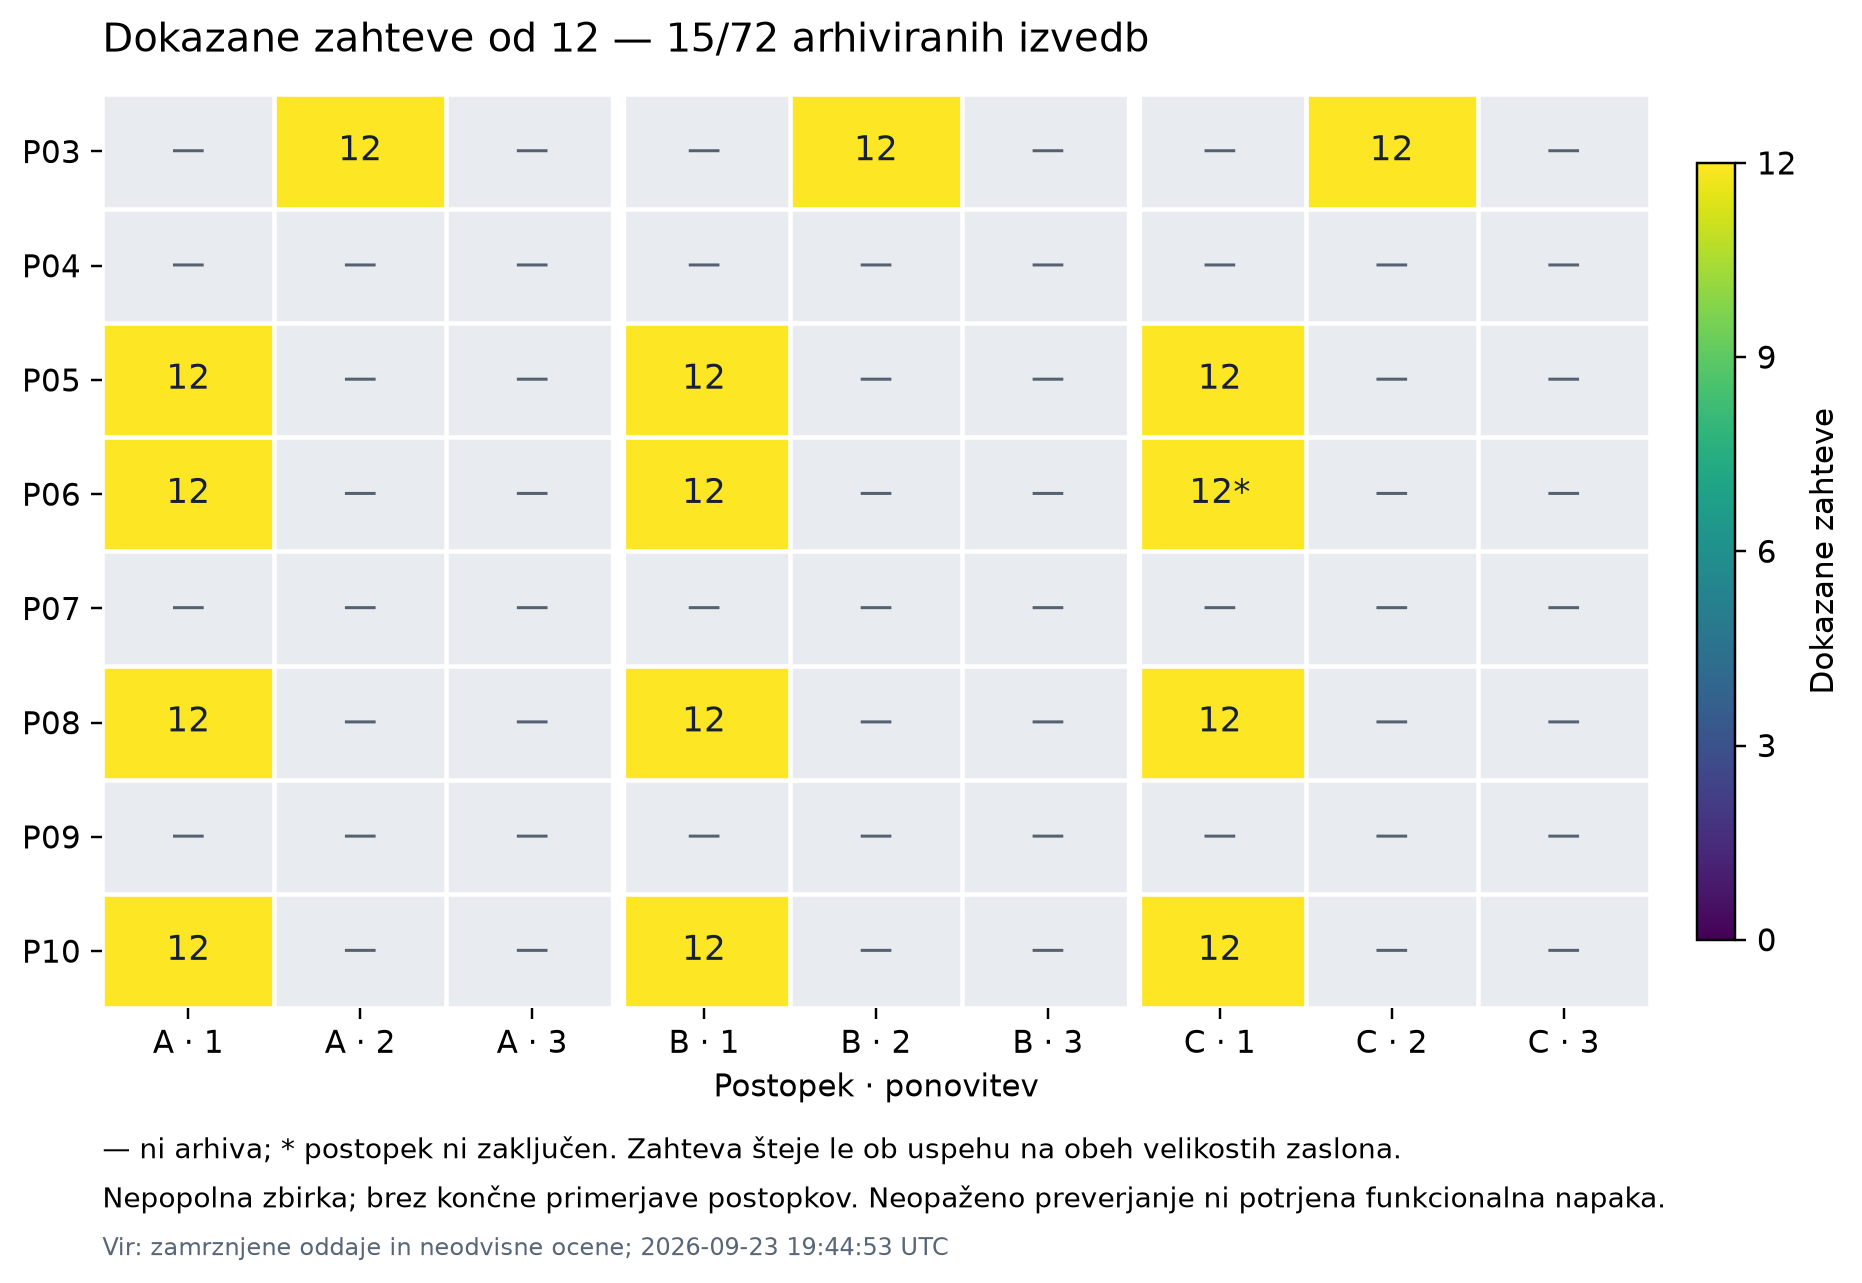 Dokazane zahteve od 12 — 15/72 arhiviranih izvedb
P03 — 12 — — 12 — — 12 —
P04 — — — — — — — — —
P05 12 — — 12 — — 12 — —
P06 12 — — 12 — — 12* — —
P07 — — — — — — — — —
P08 12 — — 12 — — 12 — —
P09 — — — — — — — — —
P10 12 — — 12 — — 12 — —
A · 1 A · 2 A · 3 B · 1 B · 2 B · 3 C · 1 C · 2 C · 3
Postopek · ponovitev
12
9
6
3
0
Dokazane zahteve
— ni arhiva; * postopek ni zaključen. Zahteva šteje le ob uspehu na obeh velikostih zaslona.
Nepopolna zbirka; brez končne primerjave postopkov. Neopaženo preverjanje ni potrjena funkcionalna napaka.
Vir: zamrznjene oddaje in neodvisne ocene; 2026-09-23 19:44:53 UTC